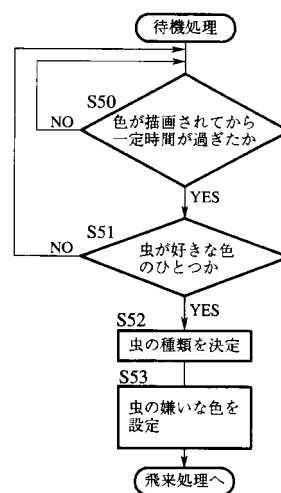 待機処理
S50
色が描画されてから
一定時間が過ぎたか
NO
YES
S51
虫が好きな色
のひとつか
NO
YES
S52
虫の種類を決定
S53
虫の嫌いな色を
設定
飛来処理へ